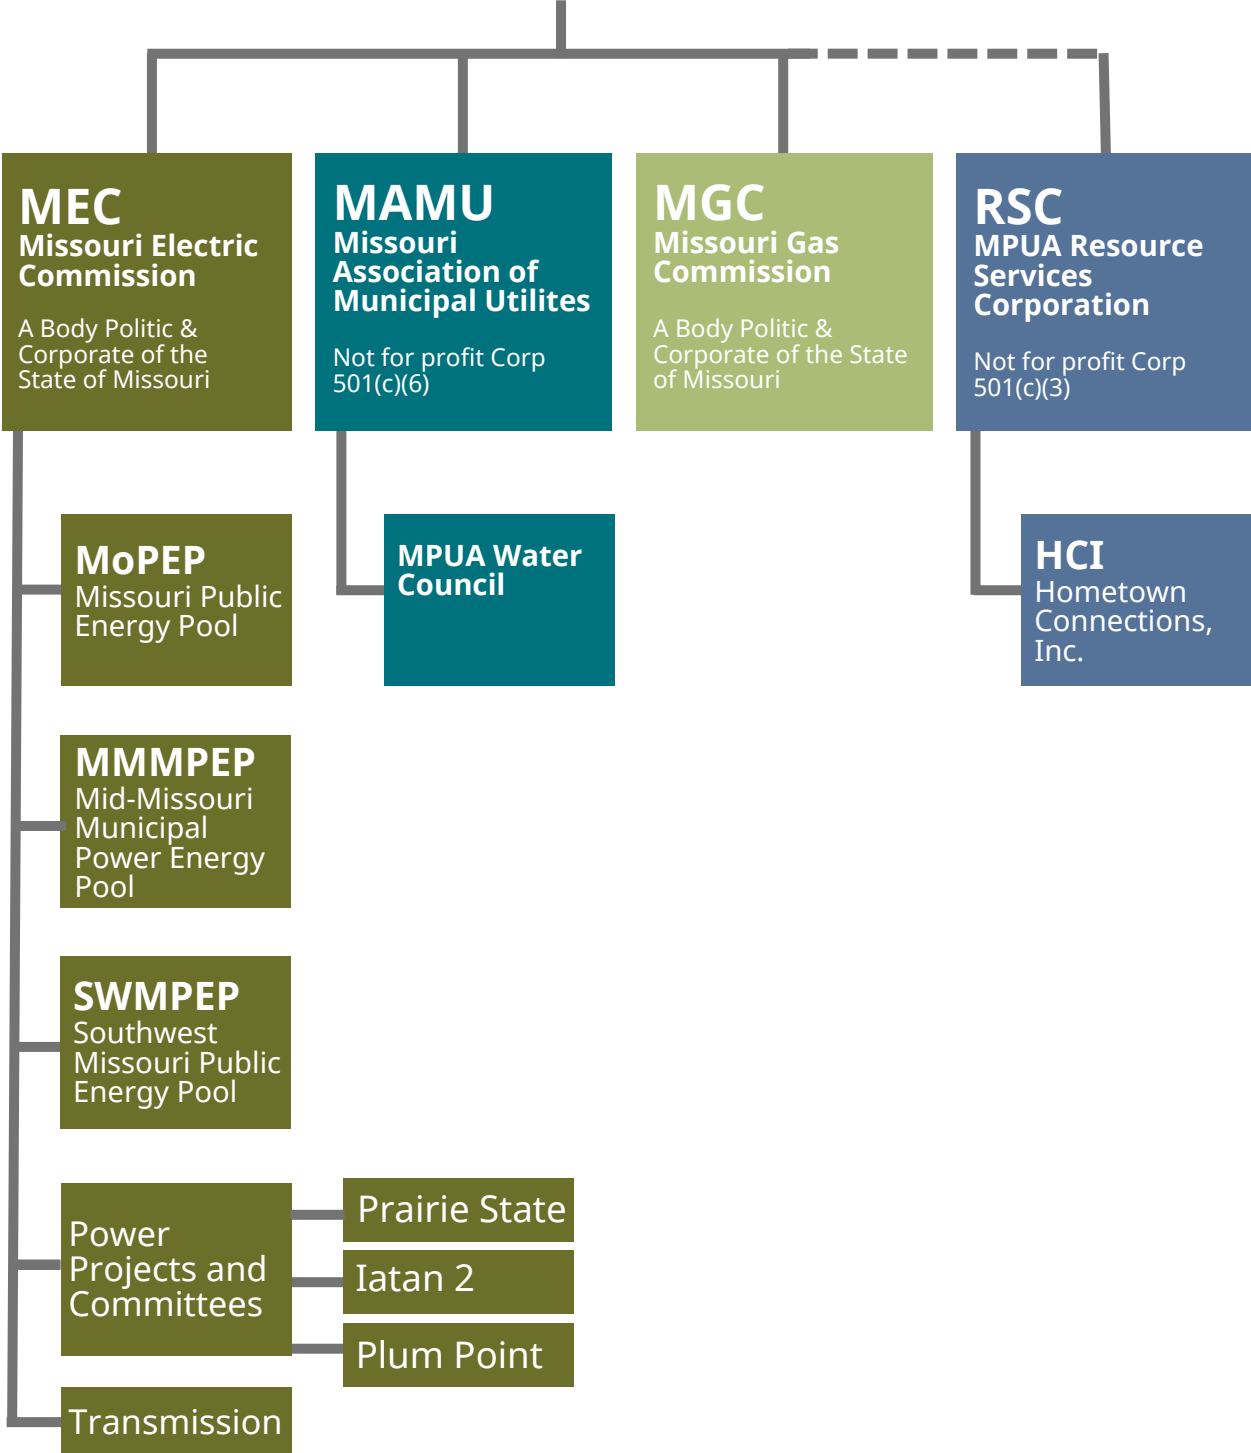 MEC
Missouri Electric
Commission
A Body Politic &
Corporate of the
State of Missouri
MAMU
Missouri
Association of
Municipal Utilites
Not for profit Corp
501(c)(6)
MGC
Missouri Gas
Commission
A Body Politic &
Corporate of the State
of Missouri
RSC
MPUA Resource
Services
Corporation
Not for profit Corp
501(c)(3)
MoPEP
Missouri Public
Energy Pool
MPUA Water
Council
HCI
Hometown
Connections,
Inc.
MMMPEP
Mid-Missouri
Municipal
Power Energy
Pool
SWMPEP
Southwest
Missouri Public
Energy Pool
Power
Projects and
Committees
Prairie State
Iatan 2
Plum Point
Transmission